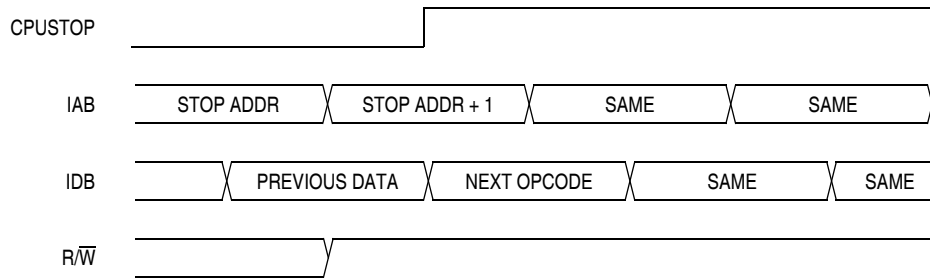 CPUSTOP
IAB STOP ADDR STOP ADDR + 1 SAME SAME
IDB PREVIOUS DATA NEXT OPCODE SAME SAME
R/W̅